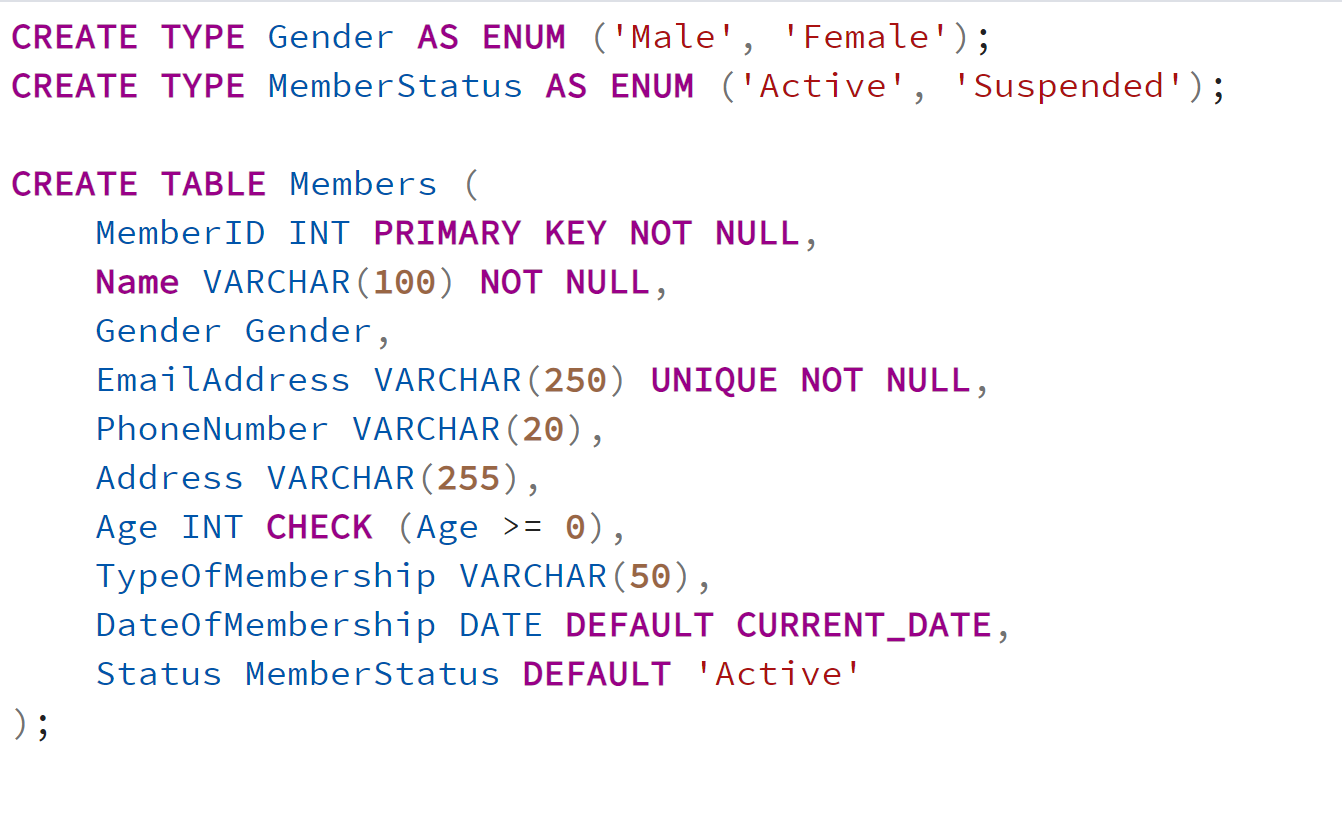 CREATE TYPE Gender AS ENUM ('Male', 'Female');
CREATE TYPE MemberStatus AS ENUM ('Active', 'Suspended');

CREATE TABLE Members (
    MemberID INT PRIMARY KEY NOT NULL,
    Name VARCHAR(100) NOT NULL,
    Gender Gender,
    EmailAddress VARCHAR(250) UNIQUE NOT NULL,
    PhoneNumber VARCHAR(20),
    Address VARCHAR(255),
    Age INT CHECK (Age >= 0),
    TypeOfMembership VARCHAR(50),
    DateOfMembership DATE DEFAULT CURRENT_DATE,
    Status MemberStatus DEFAULT 'Active'
);